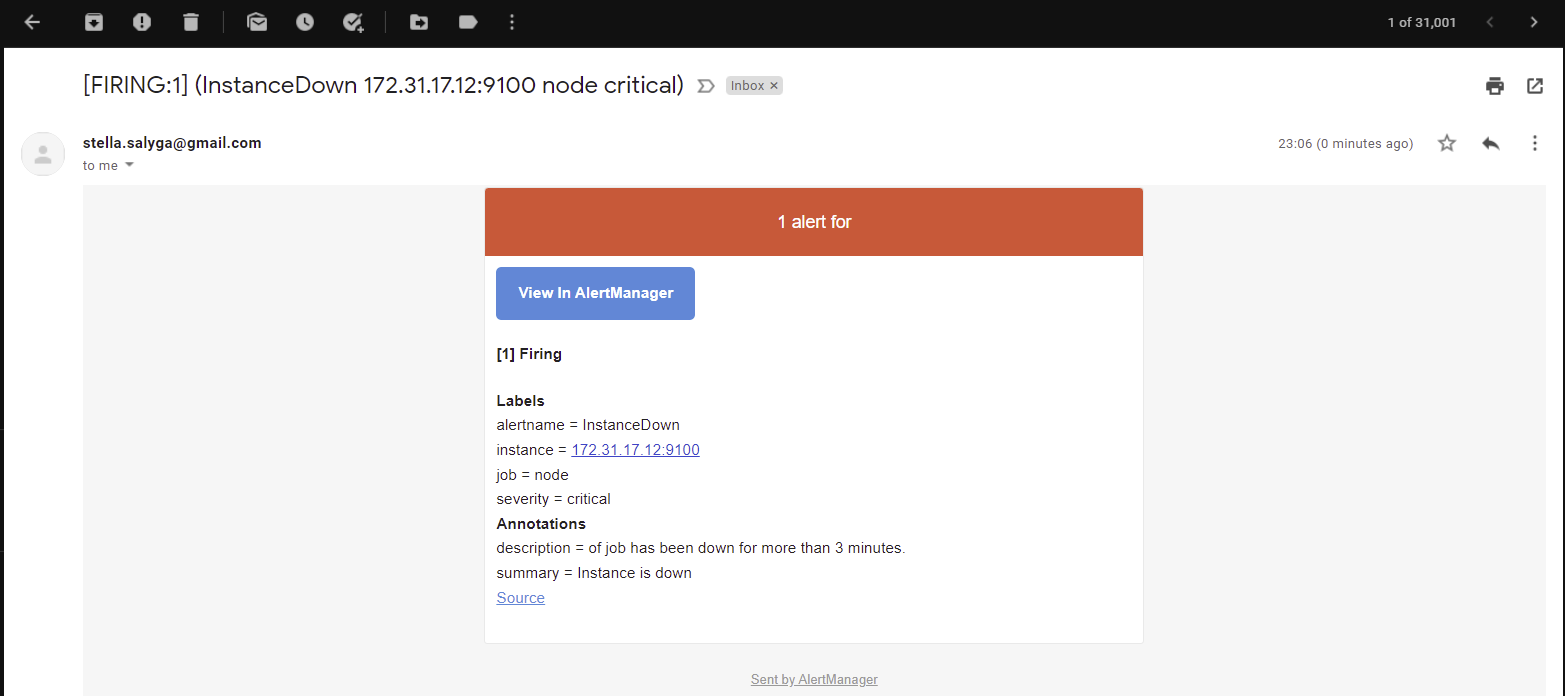 1 of 31,001
[FIRING:1] (InstanceDown 172.31.17.12:9100 node critical) Inbox ×
stella.salyga@gmail.com
23:06 (0 minutes ago)
to me
1 alert for
View In AlertManager
[1] Firing
Labels
alertname = InstanceDown
instance = 172.31.17.12:9100
job = node
severity = critical
Annotations
description = of job has been down for more than 3 minutes.
summary = Instance is down
Source
Sent by AlertManager